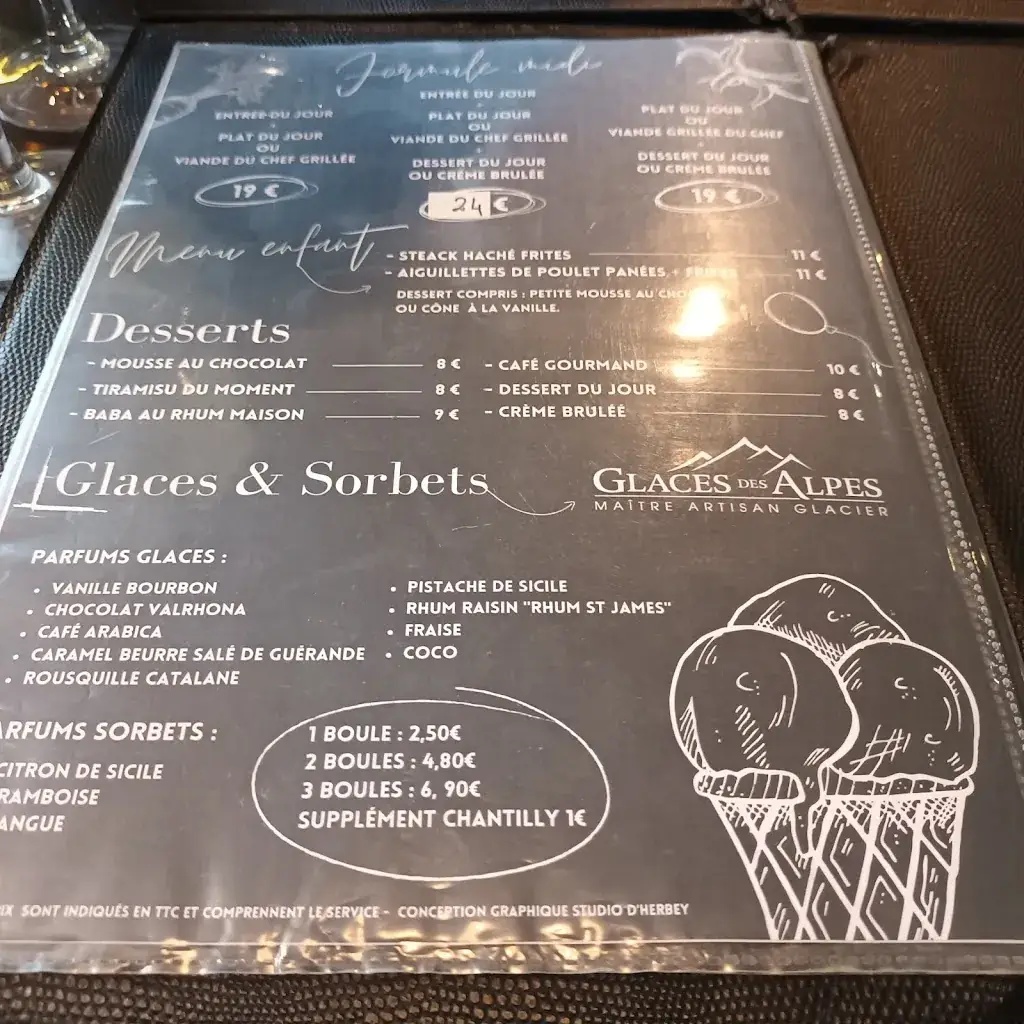 Formule midi
ENTRÉE DU JOUR
+
PLAT DU JOUR
OU
VIANDE DU CHEF GRILLÉE
19 €
ENTRÉE DU JOUR
+
PLAT DU JOUR
OU
VIANDE DU CHEF GRILLÉE
+
DESSERT DU JOUR
OU CRÈME BRULÉE
24 €
PLAT DU JOUR
OU
VIANDE GRILLÉE DU CHEF
+
DESSERT DU JOUR
OU CRÈME BRULÉE
19 €
Menu enfant
- STEACK HACHÉ FRITES 11 €
- AIGUILLETTES DE POULET PANÉES + 11 €
DESSERT COMPRIS : PETITE MOUSSE AU
OU CÔNE À LA VANILLE.
Desserts
- MOUSSE AU CHOCOLAT 8 €
- TIRAMISU DU MOMENT 8 €
- BABA AU RHUM MAISON 9 €
- CAFÉ GOURMAND 10 €
- DESSERT DU JOUR 8 €
- CRÈME BRULÉE 8 €
Glaces & Sorbets
GLACES DES ALPES
MAÎTRE ARTISAN GLACIER
PARFUMS GLACES :
• VANILLE BOURBON
• CHOCOLAT VALRHONA
• CAFÉ ARABICA
• CARAMEL BEURRE SALÉ DE GUÉRANDE
• ROUSQUILLE CATALANE
• PISTACHE DE SICILE
• RHUM RAISIN "RHUM ST JAMES"
• FRAISE
• COCO
ARFUMS SORBETS :
CITRON DE SICILE
RAMBOISE
ANGUE
1 BOULE : 2,50€
2 BOULES : 4,80€
3 BOULES : 6, 90€
SUPPLÉMENT CHANTILLY 1€
IX SONT INDIQUÉS EN TTC ET COMPRENNENT LE SERVICE - CONCEPTION GRAPHIQUE STUDIO D'HERBEY